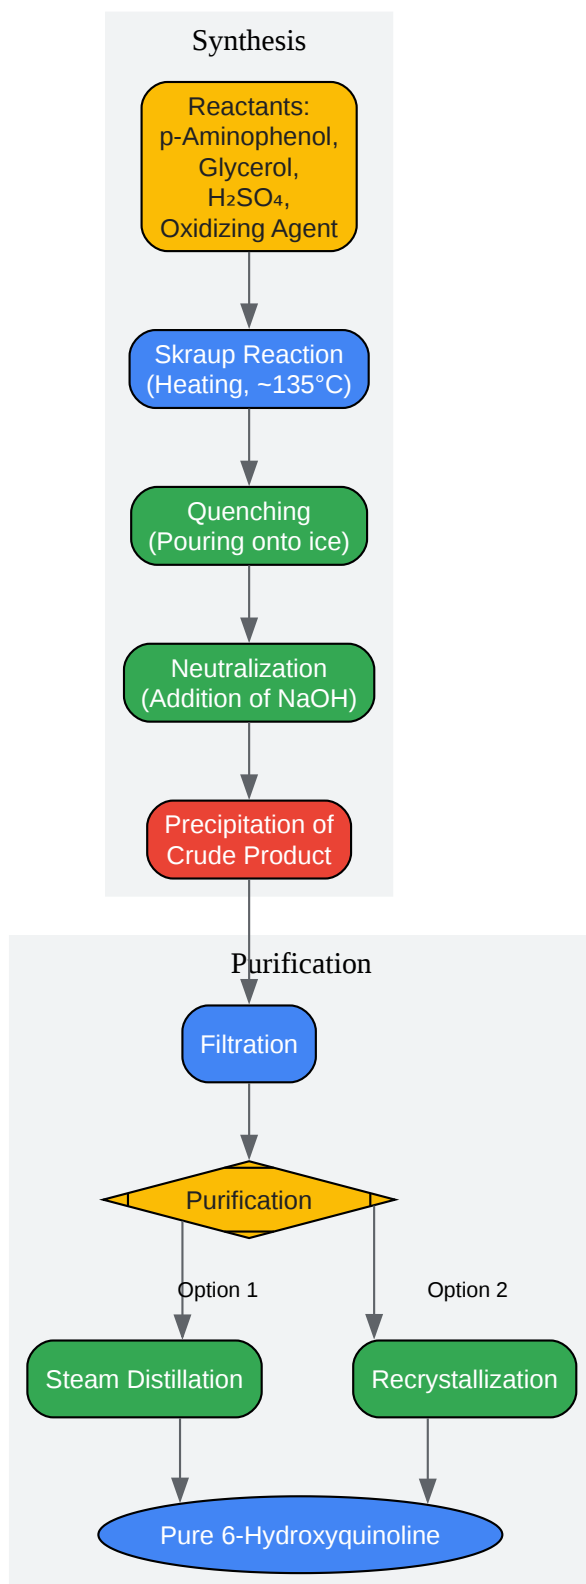 Synthesis
Reactants:
p-Aminophenol,
Glycerol,
H₂SO₄,
Oxidizing Agent
Skraup Reaction
(Heating, ~135°C)
Quenching
(Pouring onto ice)
Neutralization
(Addition of NaOH)
Precipitation of
Crude Product
Purification
Filtration
Purification
Option 1
Option 2
Steam Distillation
Recrystallization
Pure 6-Hydroxyquinoline